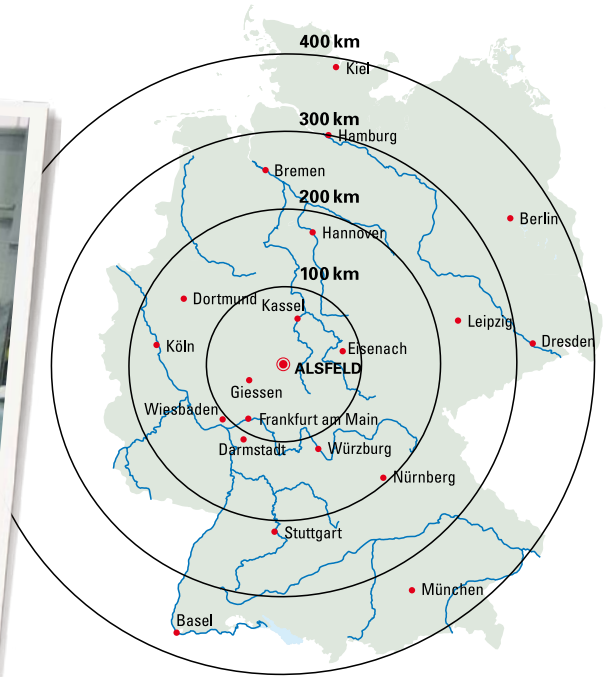 400 km
Kiel
300 km
Hamburg
Bremen
200 km
Berlin
Hannover
100 km
Dortmund
Kassel
Leipzig
Köln
Eisenach
Dresden
ALSFELD
Giessen
Wiesbaden
Frankfurt am Main
Darmstadt
Würzburg
Nürnberg
Stuttgart
München
Basel